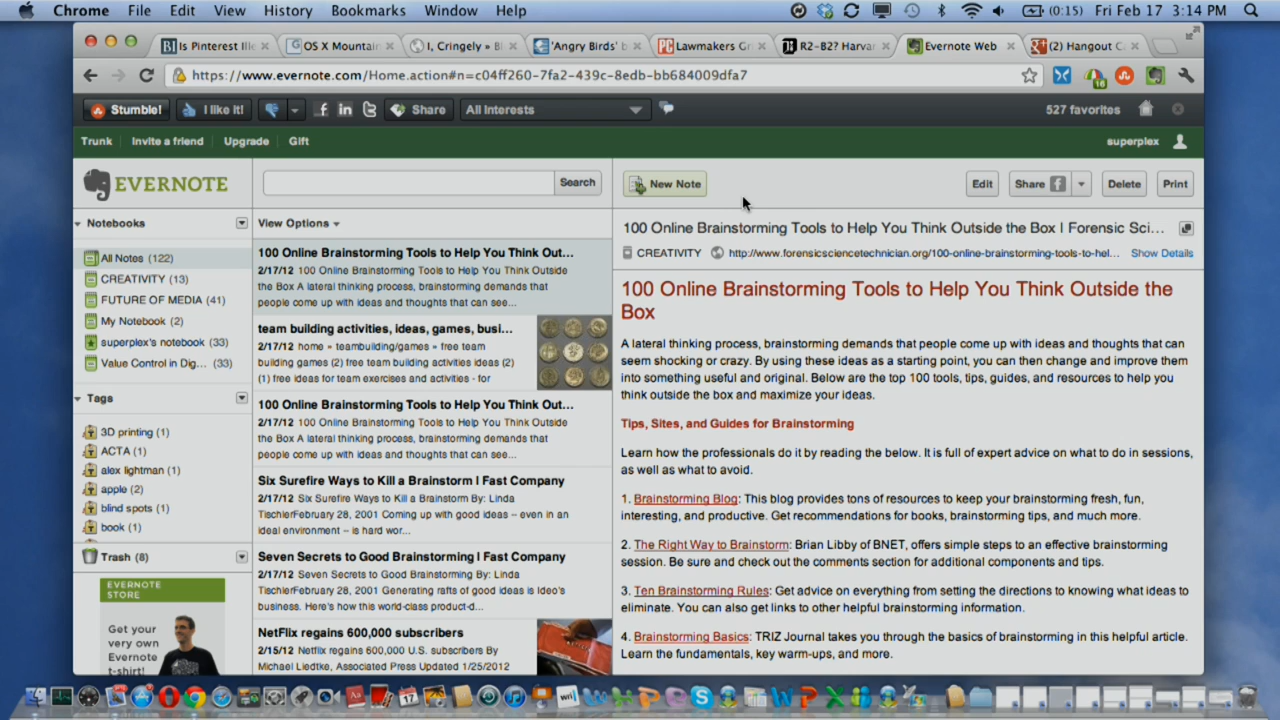 Chrome File Edit View History Bookmarks Window Help (0:15) Fri Feb 17 3:14 PM
Is Pinterest Ille OS X Mountain I, Cringely » Bl 'Angry Birds' b Lawmakers Gr R2-B2? Harvar Evernote Web (2) Hangout C
https://www.evernote.com/Home.action#n=c04ff260-7fa2-439c-8edb-bb684009dfa7
16
Stumble! I like it! Share All Interests 527 favorites
Trunk Invite a friend Upgrade Gift superplex
EVERNOTE Search New Note Edit Share Delete Print
Notebooks
All Notes (122)
CREATIVITY (13)
FUTURE OF MEDIA (41)
My Notebook (2)
superplex's notebook (33)
Value Control in Dig... (33)
Tags
3D printing (1)
ACTA (1)
alex lightman (1)
apple (2)
blind spots (1)
book (1)
Trash (8)
EVERNOTE
STORE
Get your
very own
Evernote
t-shirt!
View Options
100 Online Brainstorming Tools to Help You Think Out...
2/17/12 100 Online Brainstorming Tools to Help You Think Outside
the Box A lateral thinking process, brainstorming demands that
people come up with ideas and thoughts that can see...
team building activities, ideas, games, busi...
2/17/12 home » teambuilding/games » free team
building games (2) free team building activities ideas (2)
(1) free ideas for team exercises and activities - for
100 Online Brainstorming Tools to Help You Think Out...
2/17/12 100 Online Brainstorming Tools to Help You Think Outside
the Box A lateral thinking process, brainstorming demands that
people come up with ideas and thoughts that can see...
Six Surefire Ways to Kill a Brainstorm | Fast Company
2/17/12 Six Surefire Ways to Kill a Brainstorm By: Linda
TischlerFebruary 28, 2001 Coming up with good ideas -- even in an
ideal environment -- is hard wor...
Seven Secrets to Good Brainstorming | Fast Company
2/17/12 Seven Secrets to Good Brainstorming By: Linda
TischlerFebruary 28, 2001 Generating rafts of good ideas is Ideo's
business. Here's how this world-class product-d...
NetFlix regains 600,000 subscribers
2/15/12 Netflix regains 600,000 U.S. subscribers By
Michael Liedtke, Associated Press Updated 1/25/2012
100 Online Brainstorming Tools to Help You Think Outside the Box | Forensic Sci...
CREATIVITY http://www.forensicsciencetechnician.org/100-online-brainstorming-tools-to-hel... Show Details
100 Online Brainstorming Tools to Help You Think Outside the
Box
A lateral thinking process, brainstorming demands that people come up with ideas and thoughts that can
seem shocking or crazy. By using these ideas as a starting point, you can then change and improve them
into something useful and original. Below are the top 100 tools, tips, guides, and resources to help you
think outside the box and maximize your ideas.
Tips, Sites, and Guides for Brainstorming
Learn how the professionals do it by reading the below. It is full of expert advice on what to do in sessions,
as well as what to avoid.
1. Brainstorming Blog: This blog provides tons of resources to keep your brainstorming fresh, fun,
interesting, and productive. Get recommendations for books, brainstorming tips, and much more.
2. The Right Way to Brainstorm: Brian Libby of BNET, offers simple steps to an effective brainstorming
session. Be sure and check out the comments section for additional components and tips.
3. Ten Brainstorming Rules: Get advice on everything from setting the directions to knowing what ideas to
eliminate. You can also get links to other helpful brainstorming information.
4. Brainstorming Basics: TRIZ Journal takes you through the basics of brainstorming in this helpful article.
Learn the fundamentals, key warm-ups, and more.